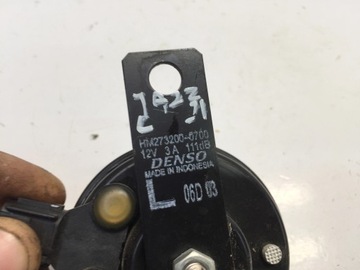 HM273200-6700
12V 3A 111dB
DENSO
MADE IN INDONESIA
L 06D 03